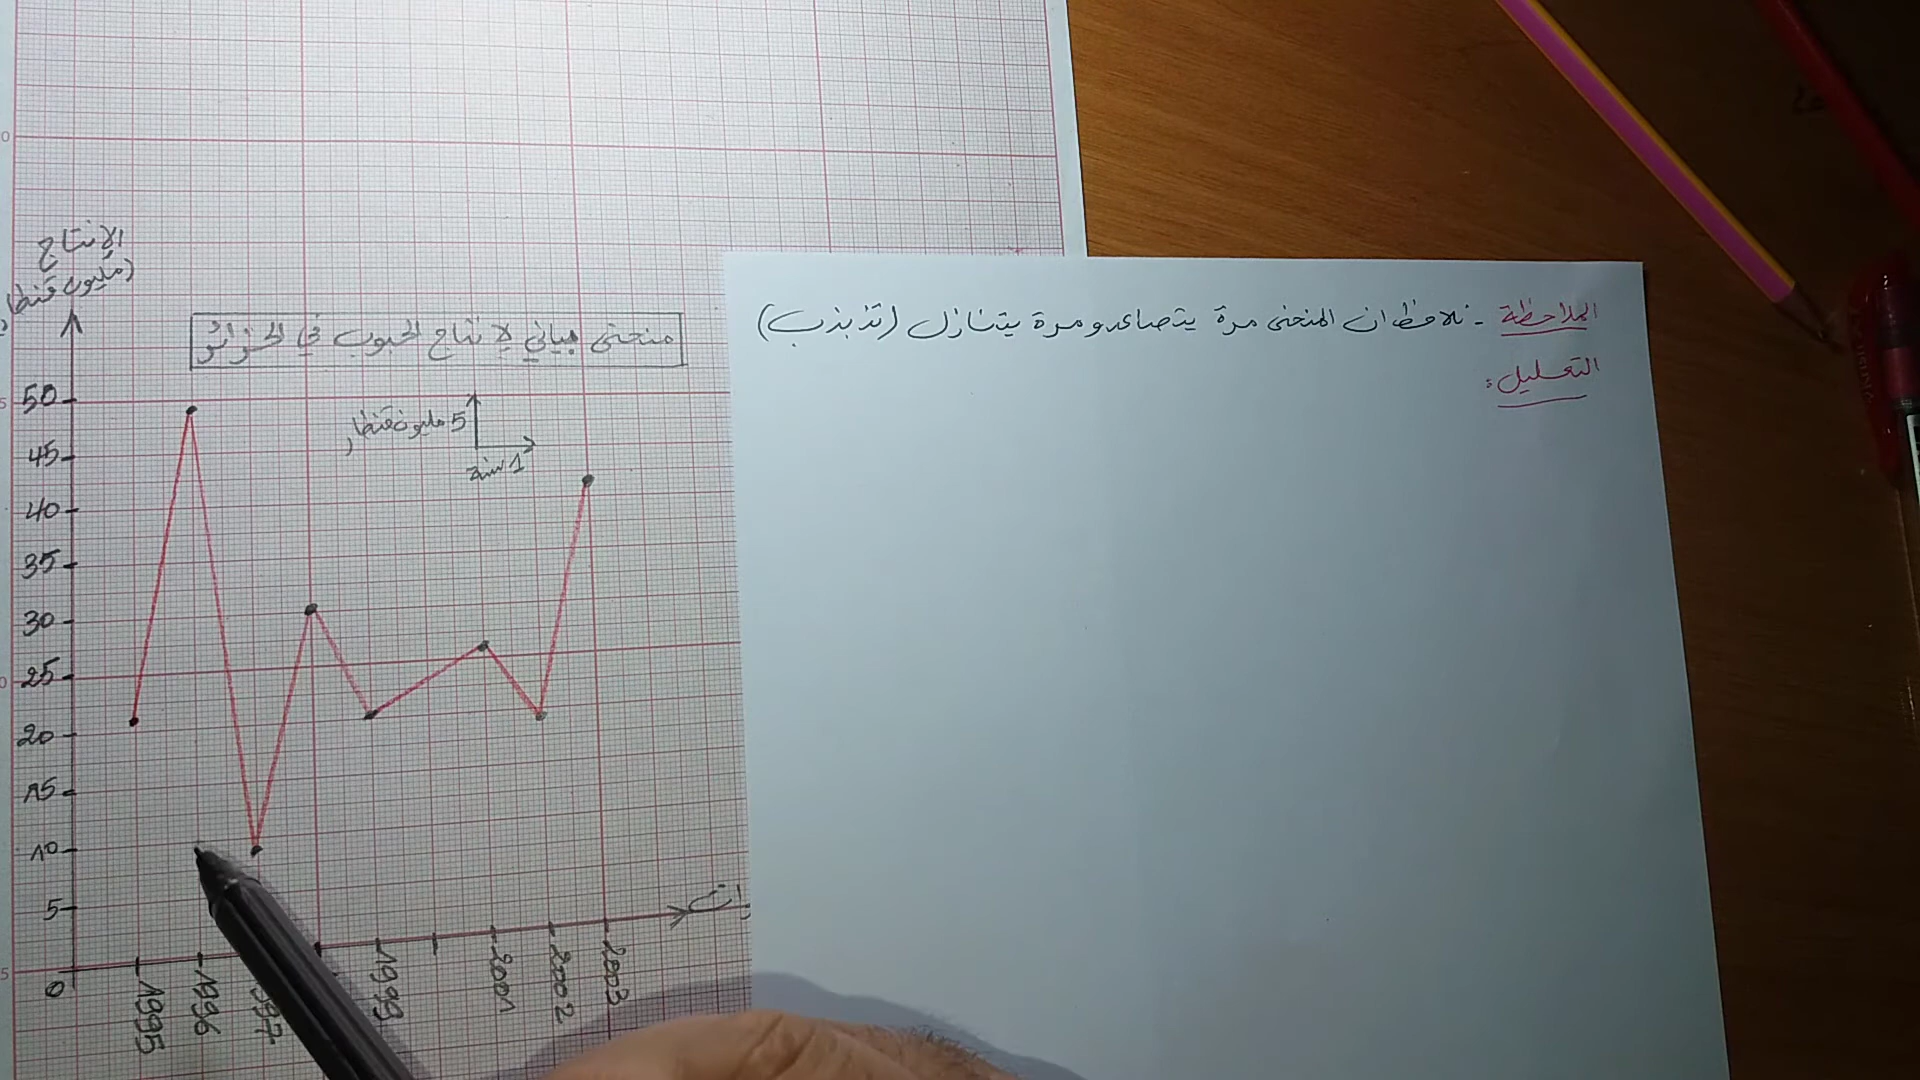 الإنتاج
(مليون قنطار
منحنى بياني لإنتاج الحبوب في الجزائر
5 مليون قنطار
1 سنة
50
45
40
35
30
25
20
15
10
5
0
1995
1996
1997
1999
2001
2002
2003
الملاحظة - نلاحظ ان المنحنى مرة يتصاعد ومرة يتنازل (تذبذب)
التعليل: